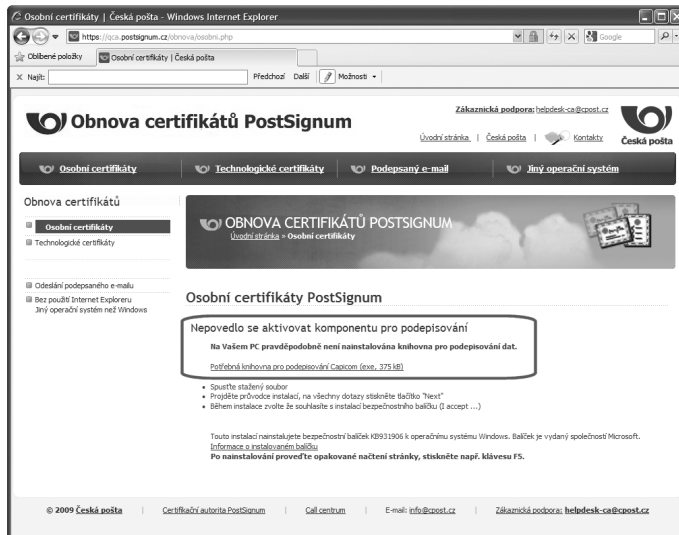 Osobní certifikáty | Česká pošta - Windows Internet Explorer
https://qca.postsignum.cz/obnova/osobni.php
Google
Oblíbené položky
Osobní certifikáty | Česká pošta
X Najít:
Předchozí Další Možnosti
Zákaznická podpora: helpdesk-ca@cpost.cz
Obnova certifikátů PostSignum
Úvodní stránka | Česká pošta | Kontakty
Česká pošta
Osobní certifikáty
Technologické certifikáty
Podepsaný e-mail
Jiný operační systém
Obnova certifikátů
Osobní certifikáty
Technologické certifikáty
Odeslání podepsaného e-mailu
Bez použití Internet Exploreru
Jiný operační systém než Windows
OBNOVA CERTIFIKÁTŮ POSTSIGNUM
Úvodní stránka » Osobní certifikáty
Osobní certifikáty PostSignum
Nepovedlo se aktivovat komponentu pro podepisování
Na Vašem PC pravděpodobně není nainstalována knihovna pro podepisování dat.
Potřebná knihovna pro podepisování Capicom (exe, 375 kB)
• Spusťte stažený soubor
• Projděte průvodce instalací, na všechny dotazy stiskněte tlačítko "Next"
• Během instalace zvolte že souhlasíte s instalací bezpečnostního balíčku (I accept ...)
Touto instalací nainstalujete bezpečnostní balíček KB931906 k operačnímu systému Windows. Balíček je vydaný společností Microsoft.
Informace o instalovaném balíčku
Po nainstalování proveďte opakované načtení stránky, stiskněte např. klávesu F5.
© 2009 Česká pošta | Certifikační autorita PostSignum | Call centrum | E-mail: info@cpost.cz | Zákaznická podpora: helpdesk-ca@cpost.cz